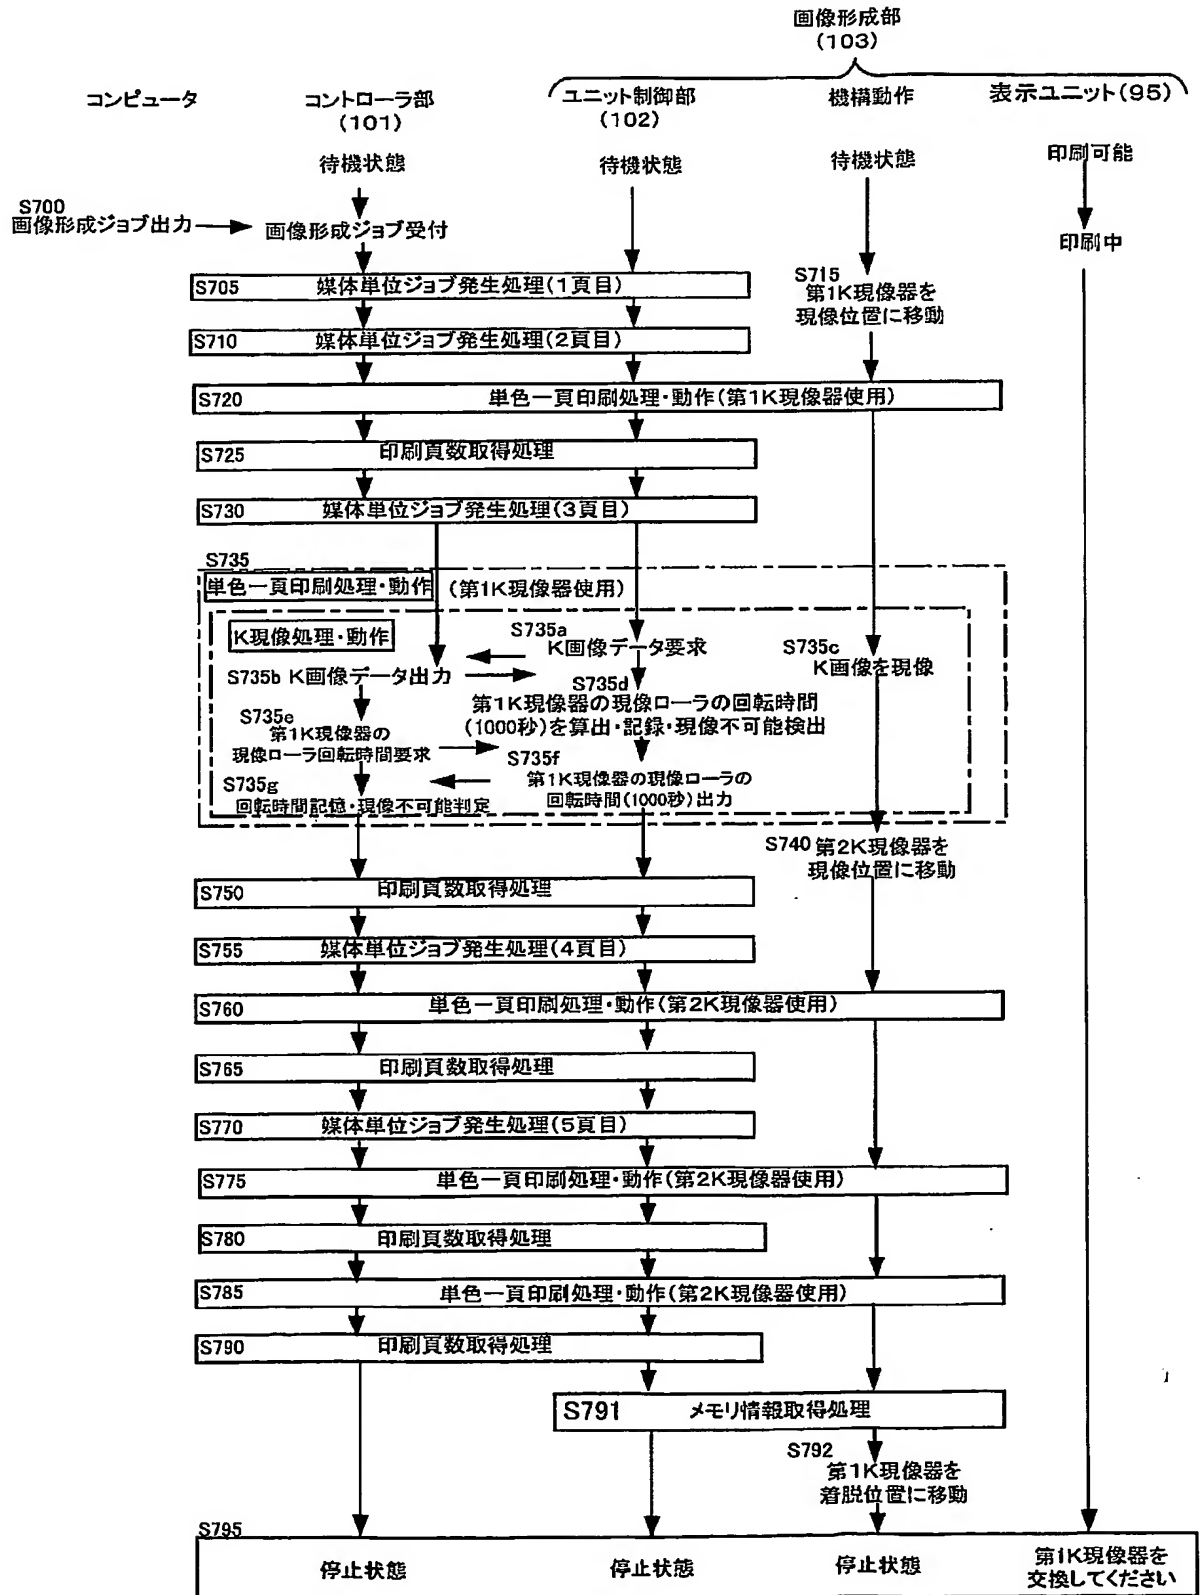 画像形成部
(103)
コンピュータ
コントローラ部
(101)
ユニット制御部
(102)
機構動作
表示ユニット(95)
待機状態
待機状態
待機状態
印刷可能
S700
画像形成ジョブ出力
画像形成ジョブ受付
印刷中
S705 媒体単位ジョブ発生処理(1頁目)
S715
第1K現像器を
現像位置に移動
S710 媒体単位ジョブ発生処理(2頁目)
S720 単色一頁印刷処理・動作(第1K現像器使用)
S725 印刷頁数取得処理
S730 媒体単位ジョブ発生処理(3頁目)
S735
単色一頁印刷処理・動作 (第1K現像器使用)
K現像処理・動作
S735a
K画像データ要求
S735b K画像データ出力
S735c
K画像を現像
S735d
第1K現像器の現像ローラの回転時間
(1000秒)を算出・記録・現像不可能検出
S735e
第1K現像器の
現像ローラ回転時間要求
S735f
第1K現像器の現像ローラの
回転時間(1000秒)出力
S735g
回転時間記憶・現像不可能判定
S740 第2K現像器を
現像位置に移動
S750 印刷頁数取得処理
S755 媒体単位ジョブ発生処理(4頁目)
S760 単色一頁印刷処理・動作(第2K現像器使用)
S765 印刷頁数取得処理
S770 媒体単位ジョブ発生処理(5頁目)
S775 単色一頁印刷処理・動作(第2K現像器使用)
S780 印刷頁数取得処理
S785 単色一頁印刷処理・動作(第2K現像器使用)
S790 印刷頁数取得処理
S791 メモリ情報取得処理
S792
第1K現像器を
着脱位置に移動
S795
停止状態
停止状態
停止状態
第1K現像器を
交換してください